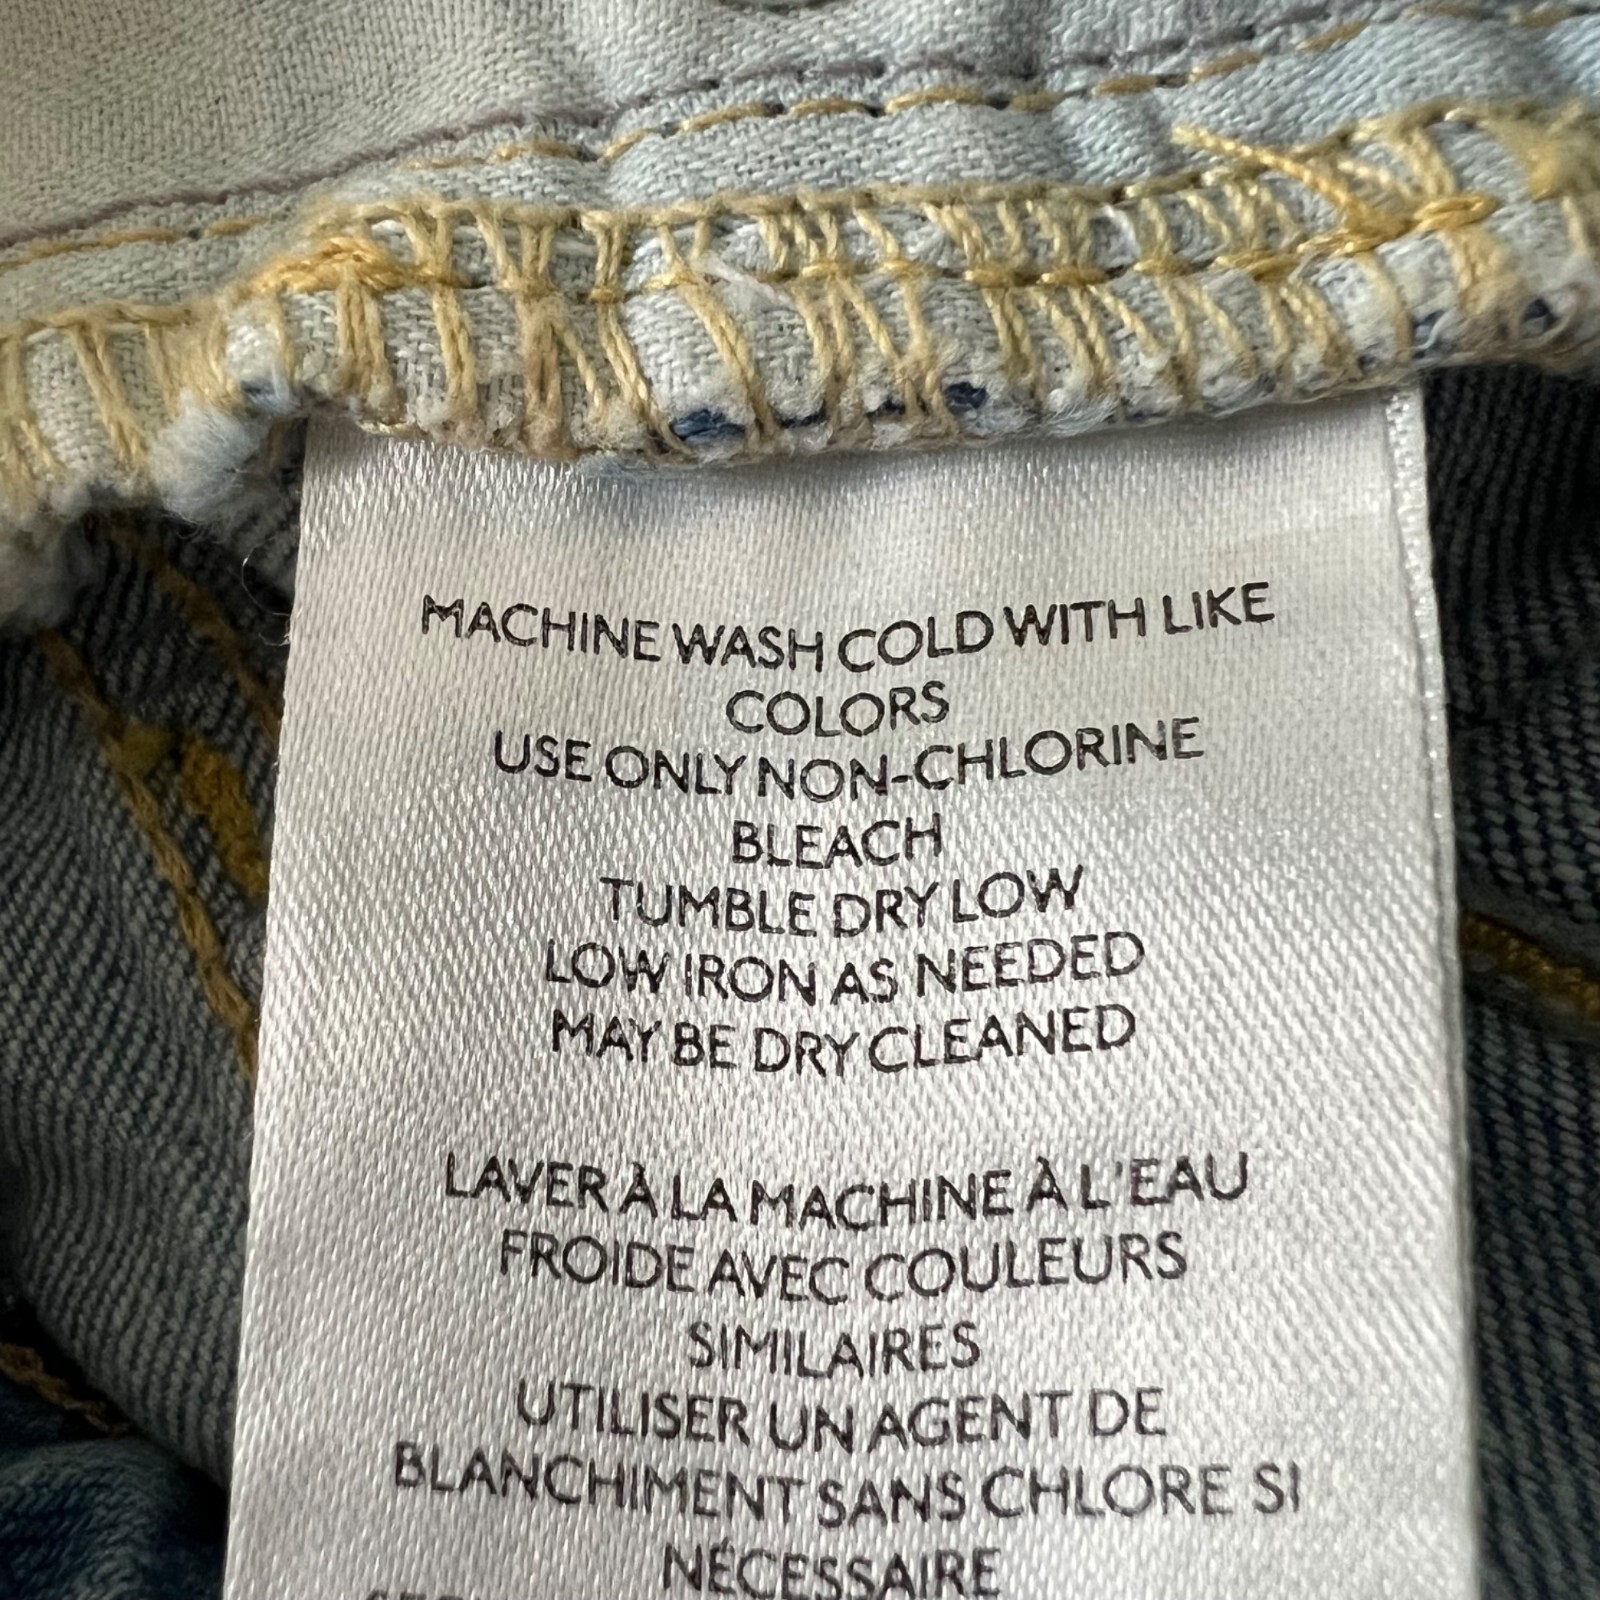 MACHINE WASH COLD WITH LIKE
COLORS
USE ONLY NON-CHLORINE
BLEACH
TUMBLE DRY LOW
LOW IRON AS NEEDED
MAY BE DRY CLEANED
LAVER À LA MACHINE À L'EAU
FROIDE AVEC COULEURS
SIMILAIRES
UTILISER UN AGENT DE
BLANCHIMENT SANS CHLORE SI
NÉCESSAIRE